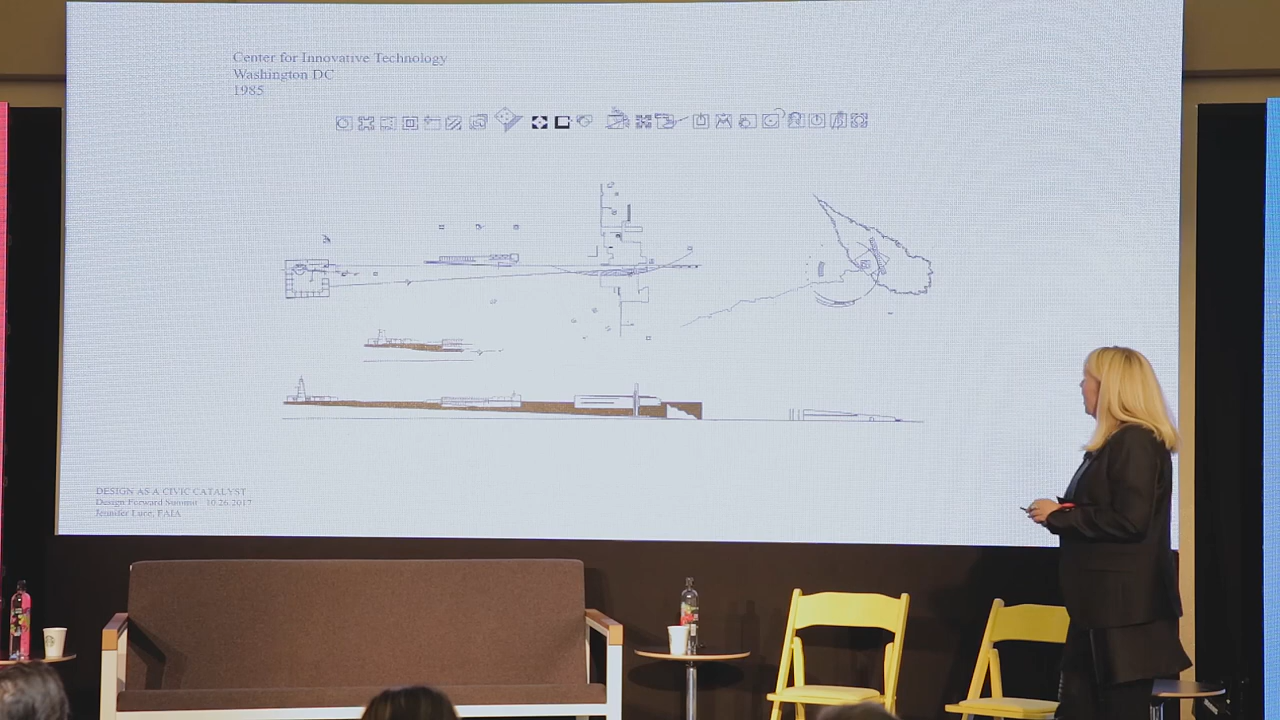 Center for Innovative Technology
Washington DC
1985
DESIGN AS A CIVIC CATALYST
Design Forward Summit 10.26.2017
Jennifer Luce, FAIA